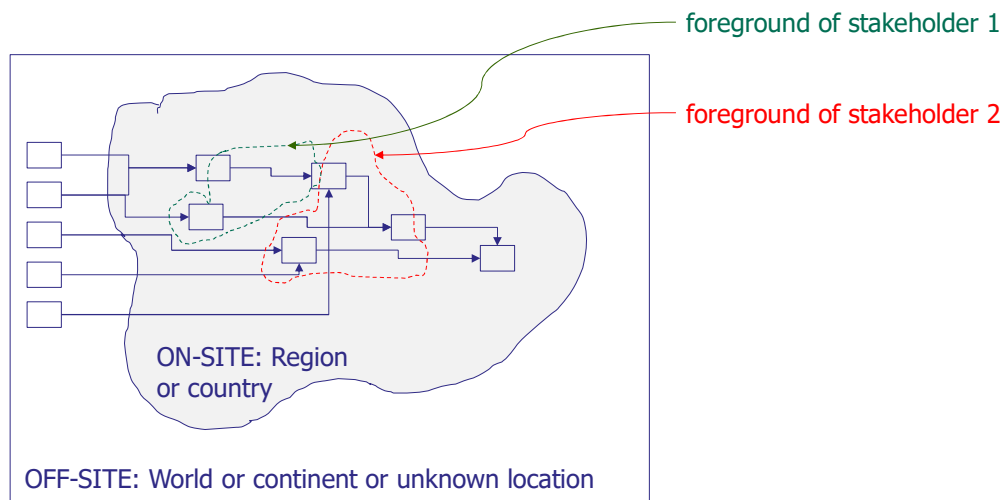 foreground of stakeholder 1
foreground of stakeholder 2
ON-SITE: Region
or country
OFF-SITE: World or continent or unknown location